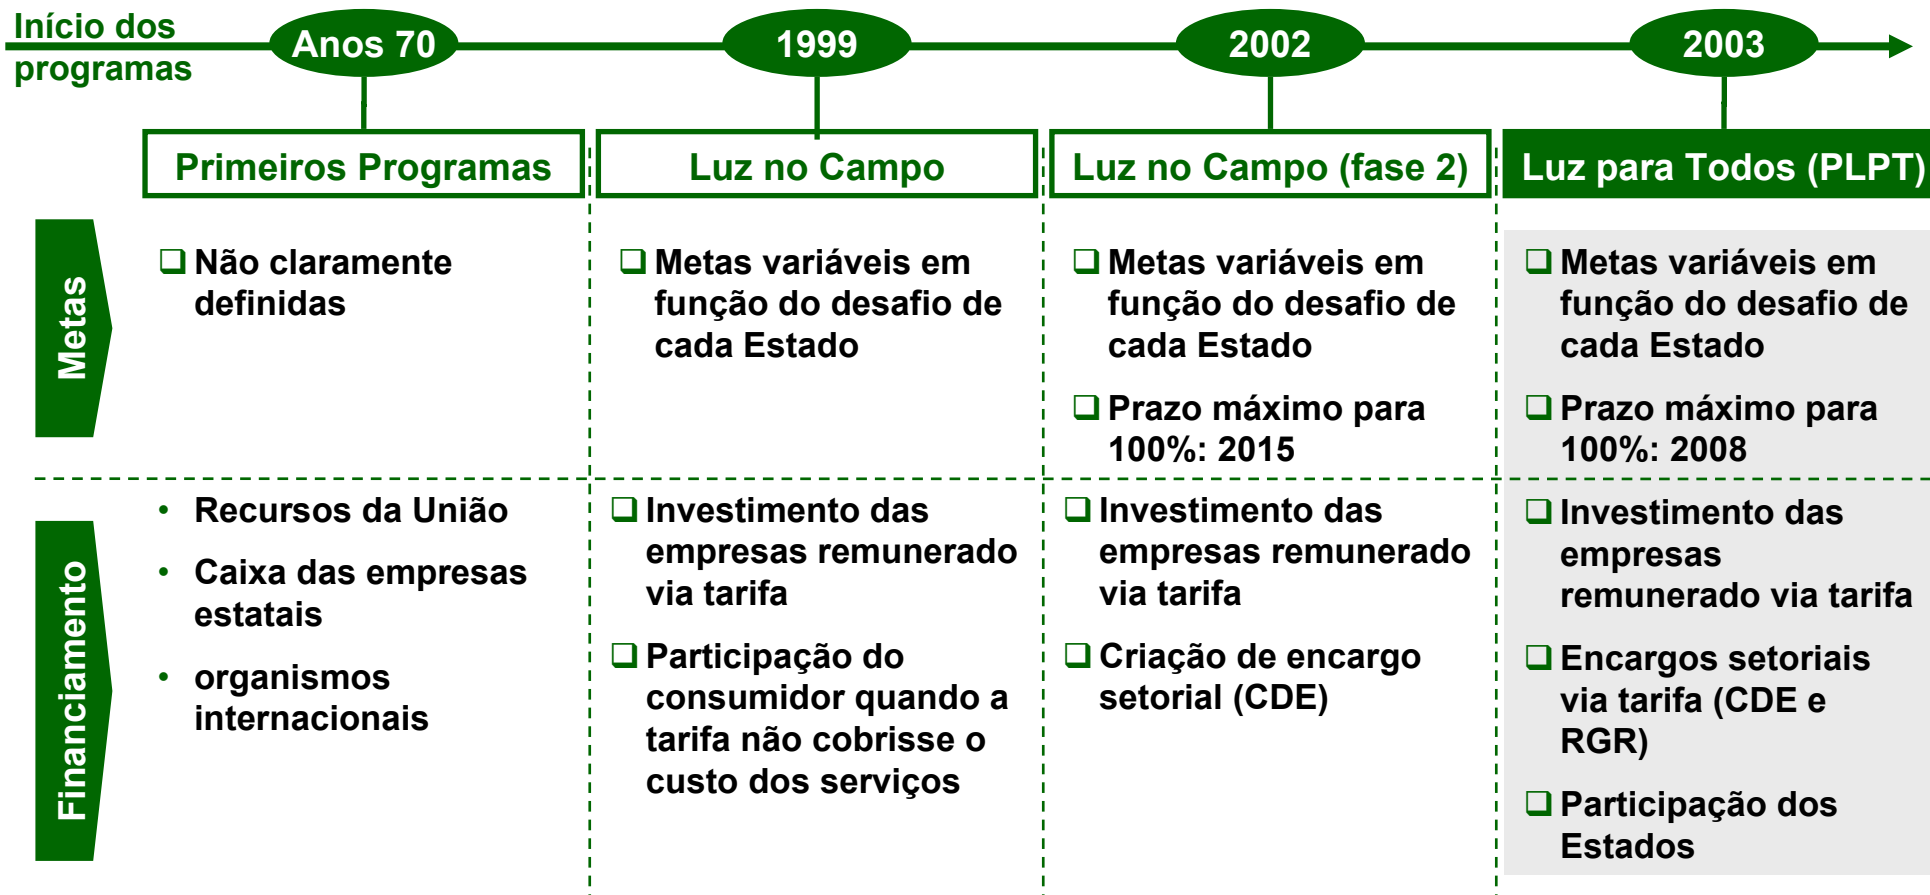 Início dos
programas
Anos 70
1999
2002
2003
Primeiros Programas
Luz no Campo
Luz no Campo (fase 2)
Luz para Todos (PLPT)
Metas
Não claramente
definidas
Metas variáveis em
função do desafio de
cada Estado
Metas variáveis em
função do desafio de
cada Estado
Prazo máximo para
100%: 2015
Metas variáveis em
função do desafio de
cada Estado
Prazo máximo para
100%: 2008
Financiamento
• Recursos da União
• Caixa das empresas
estatais
• organismos
internacionais
Investimento das
empresas remunerado
via tarifa
Participação do
consumidor quando a
tarifa não cobrisse o
custo dos serviços
Investimento das
empresas remunerado
via tarifa
Criação de encargo
setorial (CDE)
Investimento das
empresas
remunerado via tarifa
Encargos setoriais
via tarifa (CDE e
RGR)
Participação dos
Estados